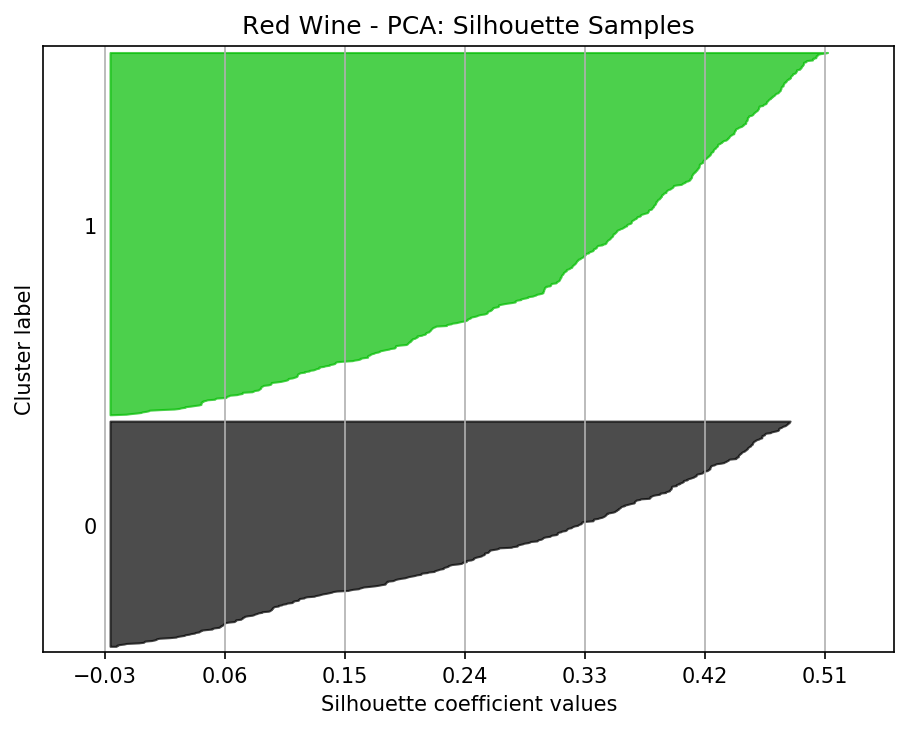 Red Wine - PCA: Silhouette Samples
Cluster label
1
0
−0.03 0.06 0.15 0.24 0.33 0.42 0.51
Silhouette coefficient values